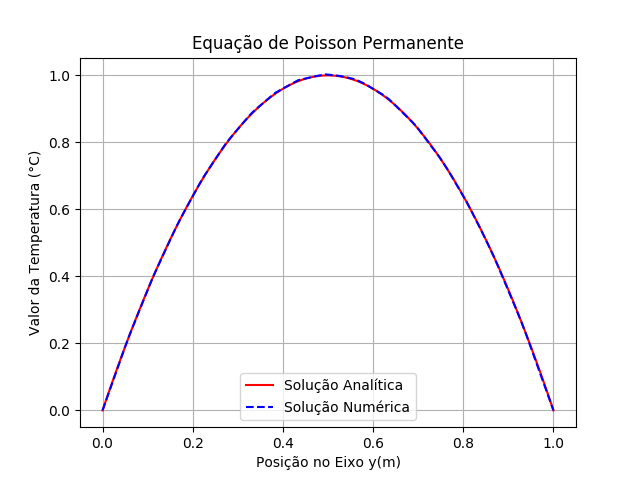 Equação de Poisson Permanente
1.0
0.8
0.6
0.4
0.2
0.0
Valor da Temperatura (°C)
Solução Analítica
Solução Numérica
0.0 0.2 0.4 0.6 0.8 1.0
Posição no Eixo y(m)